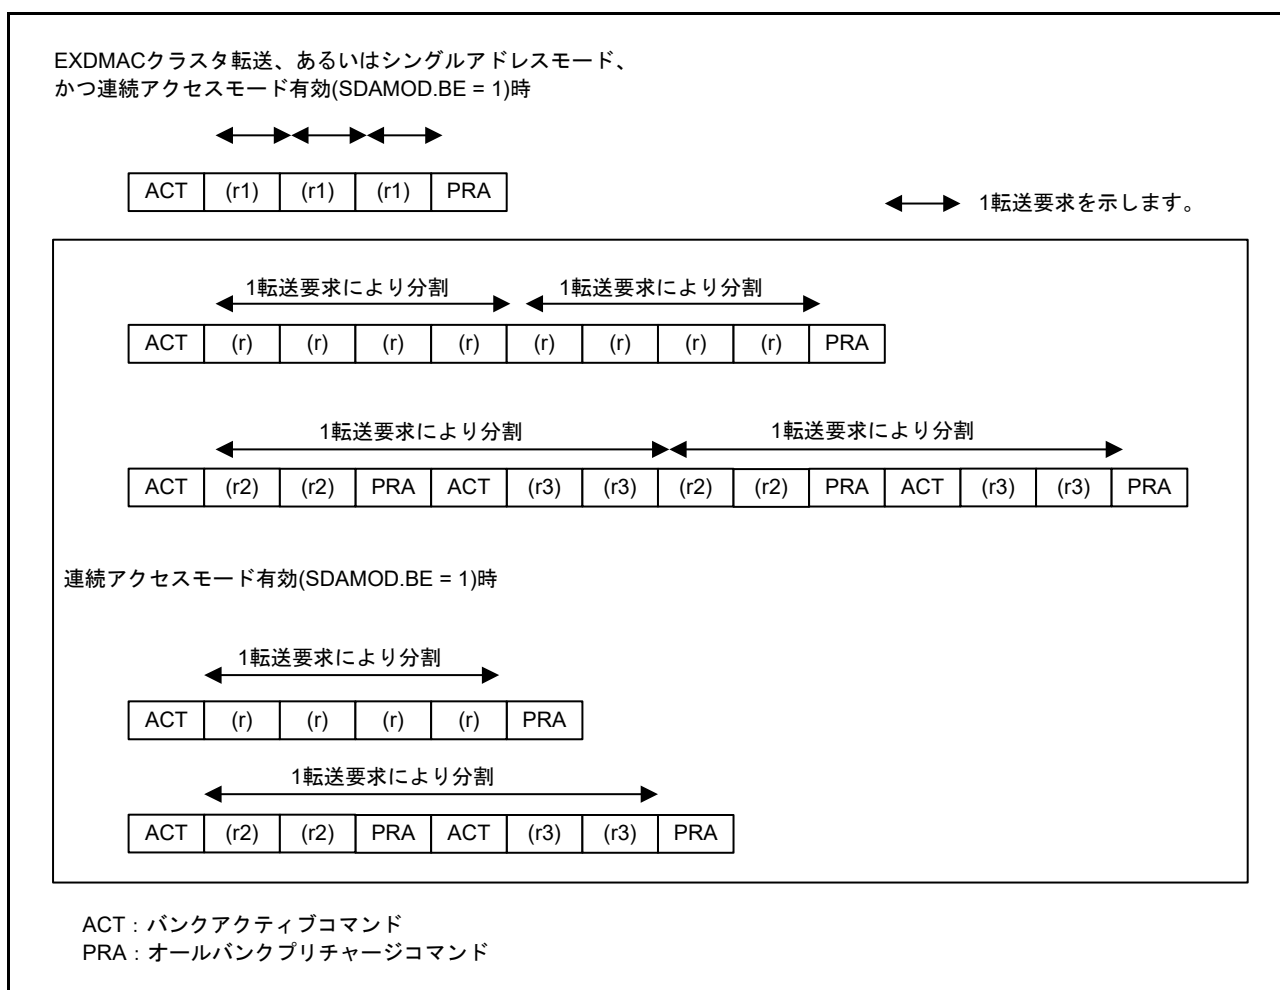 EXDMACクラスタ転送、あるいはシングルアドレスモード、
かつ連続アクセスモード有効(SDAMOD.BE = 1)時
ACT (r1) (r1) (r1) PRA
1転送要求を示します。
1転送要求により分割 1転送要求により分割
ACT (r) (r) (r) (r) (r) (r) (r) (r) PRA
1転送要求により分割 1転送要求により分割
ACT (r2) (r2) PRA ACT (r3) (r3) (r2) (r2) PRA ACT (r3) (r3) PRA
連続アクセスモード有効(SDAMOD.BE = 1)時
1転送要求により分割
ACT (r) (r) (r) (r) PRA
1転送要求により分割
ACT (r2) (r2) PRA ACT (r3) (r3) PRA
ACT：バンクアクティブコマンド
PRA：オールバンクプリチャージコマンド